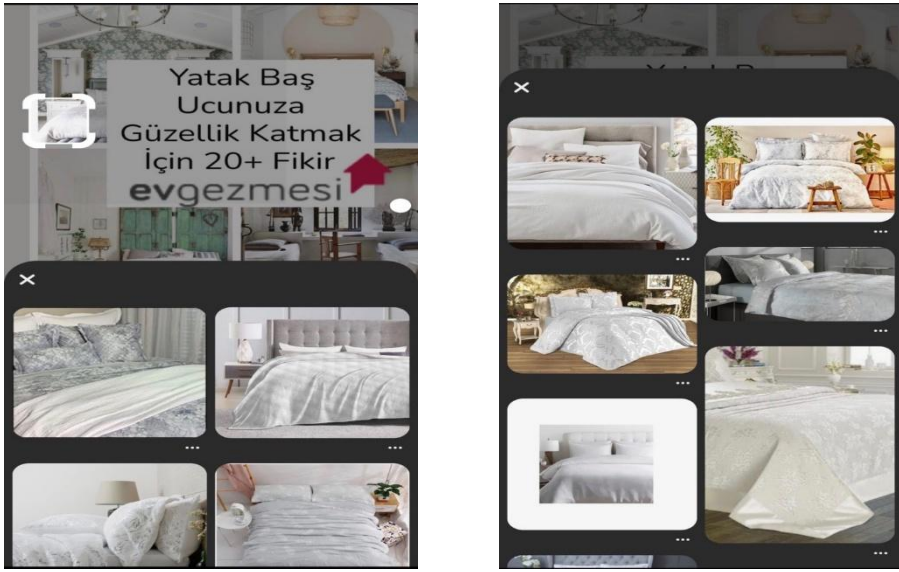 Yatak Baş
Ucunuza
Güzellik Katmak
İçin 20+ Fikir
evgezmesi